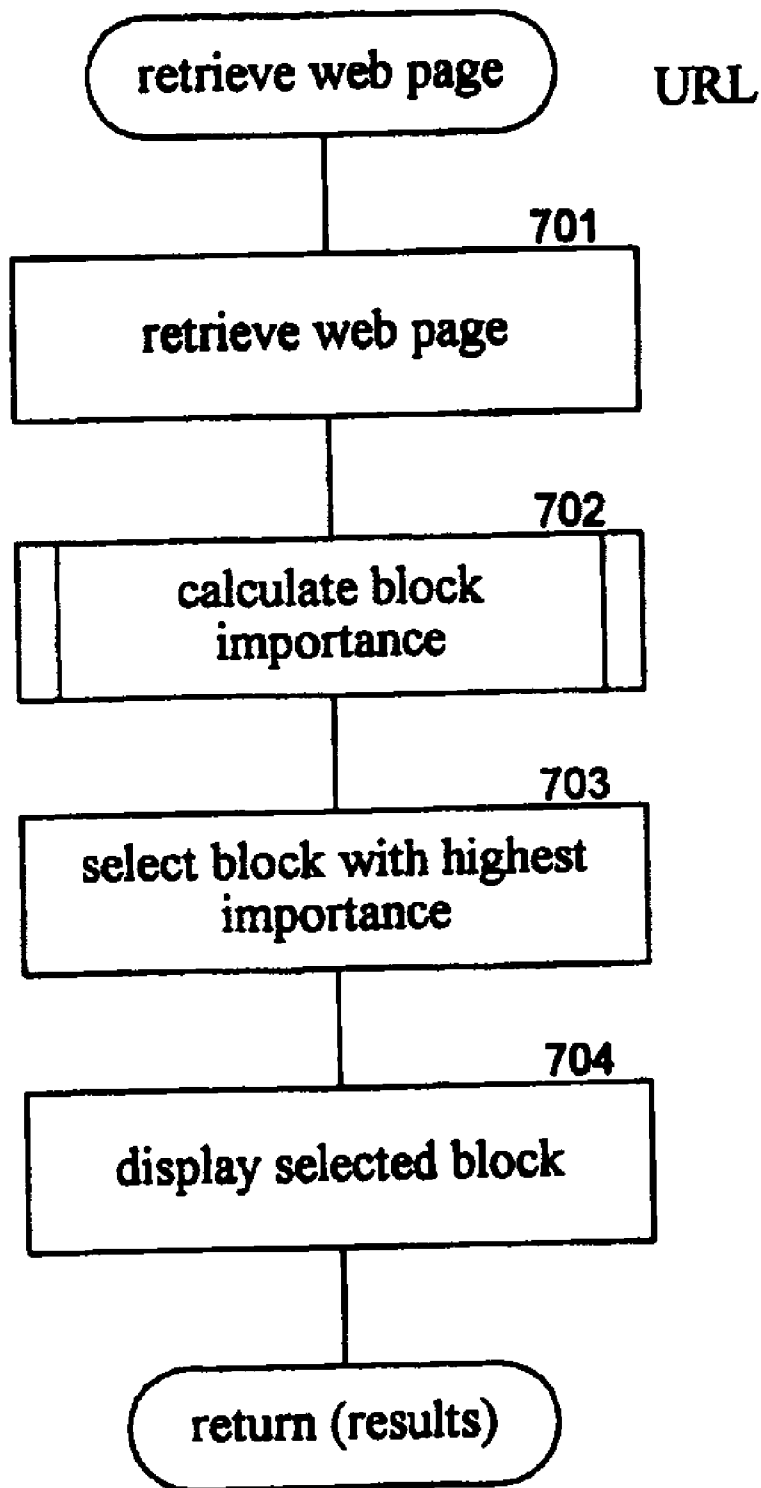 retrieve web page
URL
701
retrieve web page
702
calculate block
importance
703
select block with highest
importance
704
display selected block
return (results)